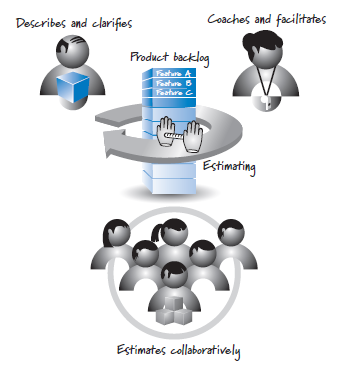 Describes and clarifies
Coaches and facilitates
Product backlog
Feature A
Feature B
Feature C
Estimating
Estimates collaboratively